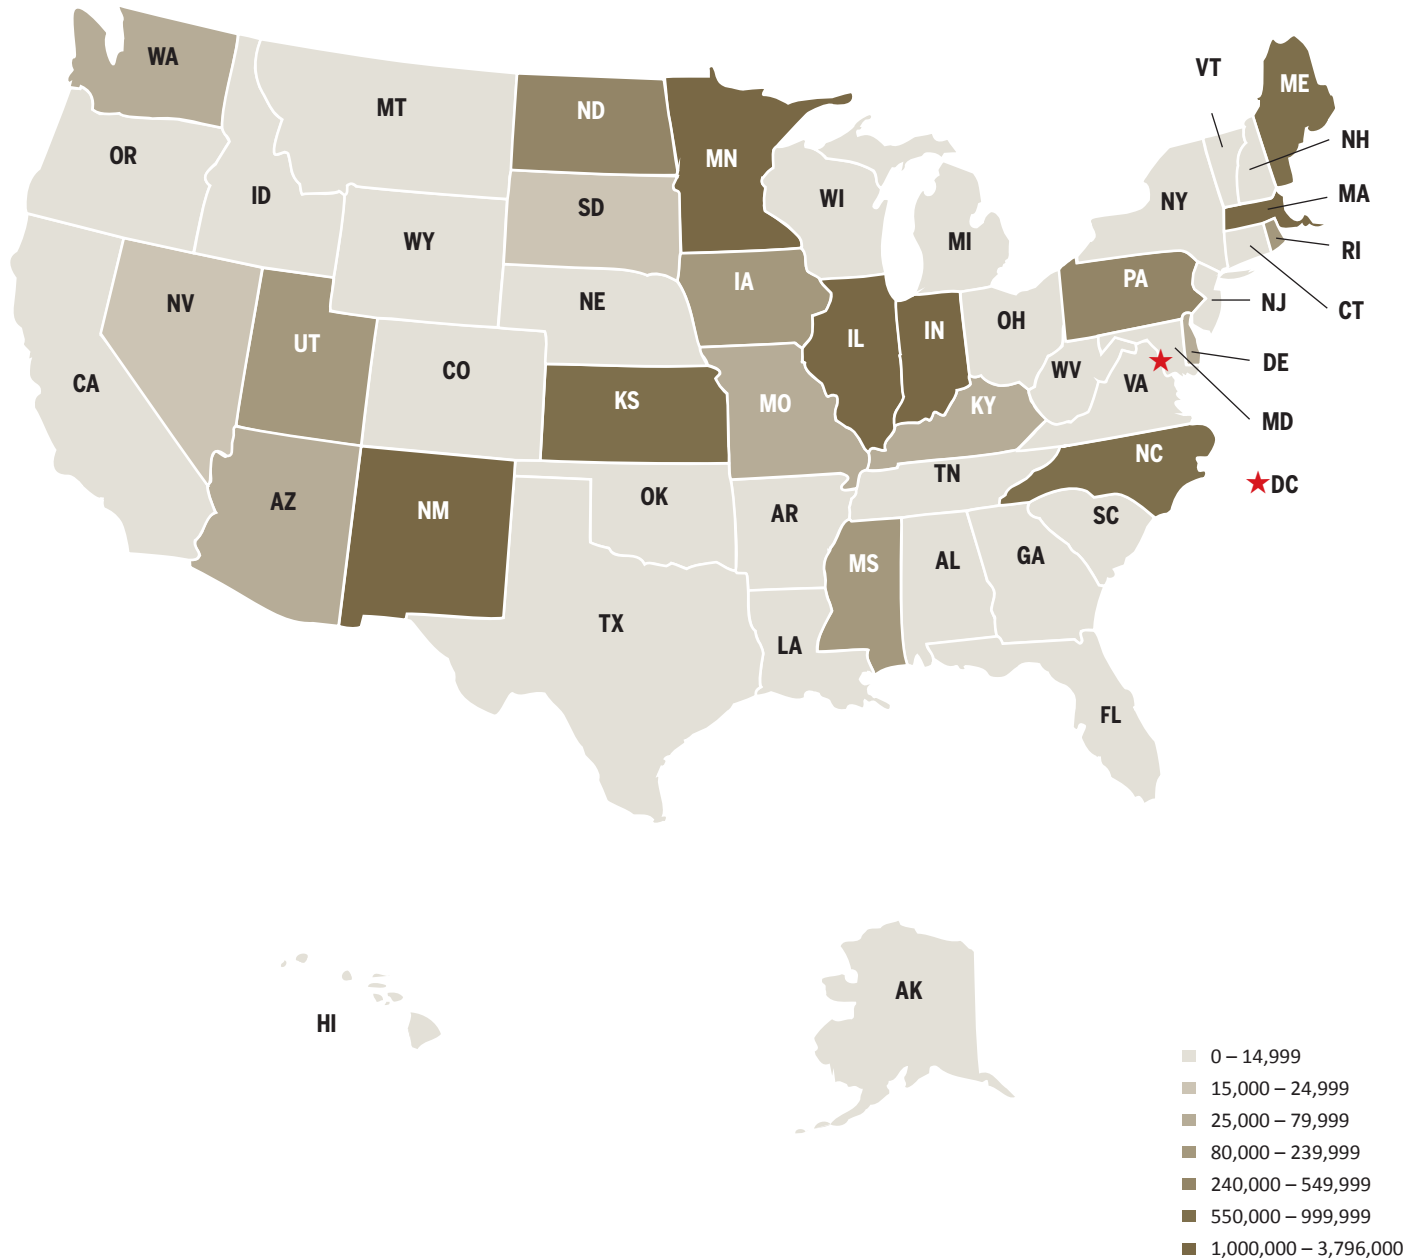 WA
VT
ME
MT
ND
NH
OR
MN
ID
SD
WI
NY
MA
WY
MI
RI
NV
NE
IA
PA
NJ
CT
UT
OH
IL
IN
CO
WV
VA
DE
CA
KS
MO
KY
MD
NC
TN
DC
AZ
NM
OK
AR
SC
MS
AL
GA
TX
LA
FL
AK
HI
0 – 14,999
15,000 – 24,999
25,000 – 79,999
80,000 – 239,999
240,000 – 549,999
550,000 – 999,999
1,000,000 – 3,796,000